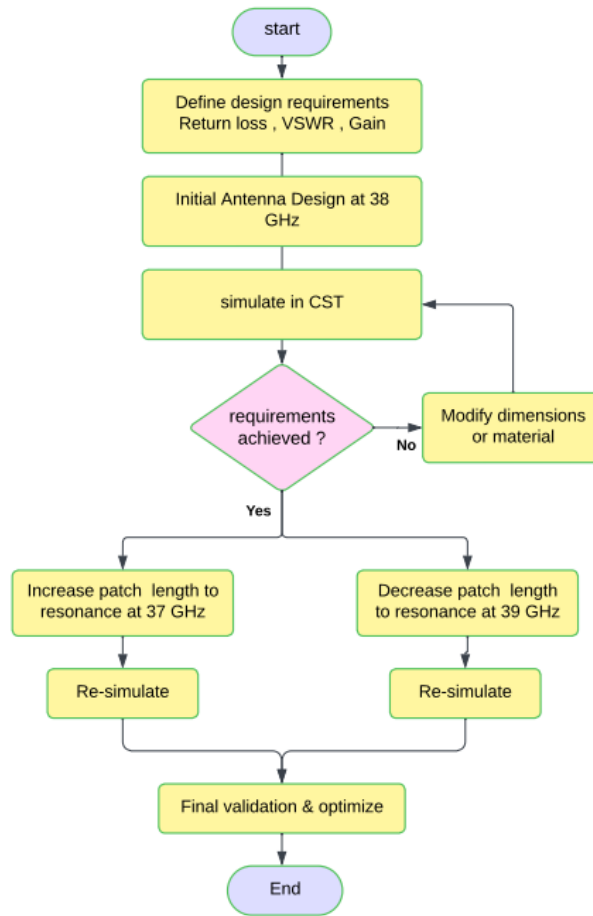 start
Define design requirements
Return loss , VSWR , Gain
Initial Antenna Design at 38
GHz
simulate in CST
requirements
achieved ?
No
Modify dimensions
or material
Yes
Increase patch length to
resonance at 37 GHz
Decrease patch length
to resonance at 39 GHz
Re-simulate
Re-simulate
Final validation & optimize
End